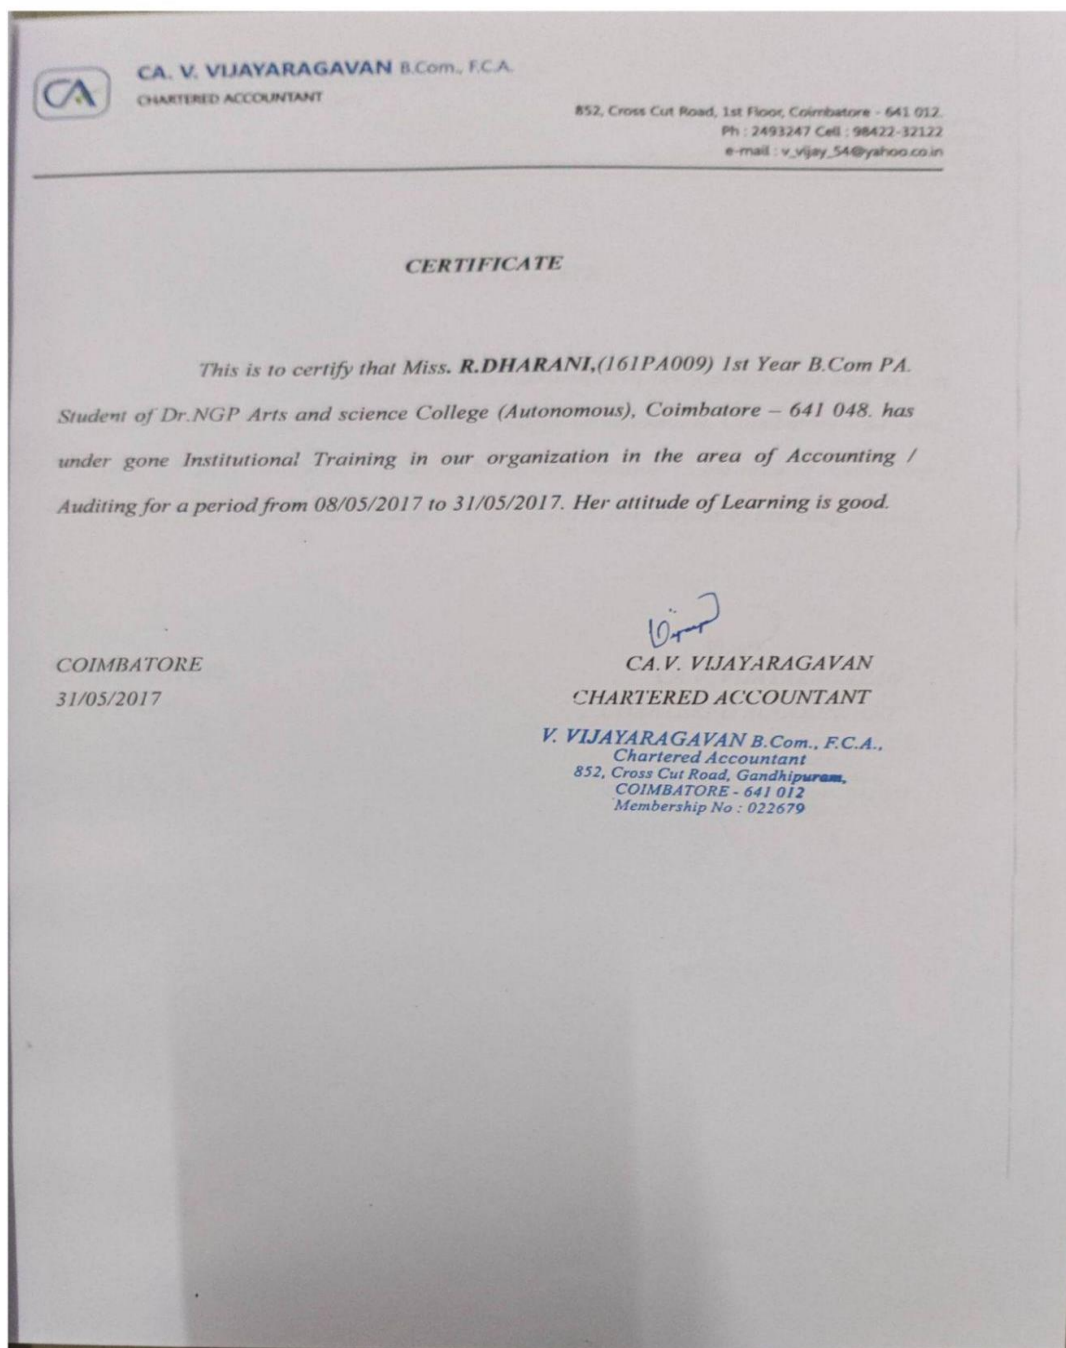 CA
CA. V. VIJAYARAGAVAN B.Com., F.C.A.
CHARTERED ACCOUNTANT
852, Cross Cut Road, 1st Floor, Coimbatore - 641 012.
Ph : 2493247 Cell : 98422-32122
e-mail : v_vijay_54@yahoo.co.in
CERTIFICATE
This is to certify that Miss. R.DHARANI,(161PA009) 1st Year B.Com PA.
Student of Dr.NGP Arts and science College (Autonomous), Coimbatore – 641 048. has
under gone Institutional Training in our organization in the area of Accounting /
Auditing for a period from 08/05/2017 to 31/05/2017. Her attitude of Learning is good.
COIMBATORE
31/05/2017
CA.V. VIJAYARAGAVAN
CHARTERED ACCOUNTANT
V. VIJAYARAGAVAN B.Com., F.C.A.,
Chartered Accountant
852, Cross Cut Road, Gandhipuram,
COIMBATORE - 641 012
Membership No : 022679